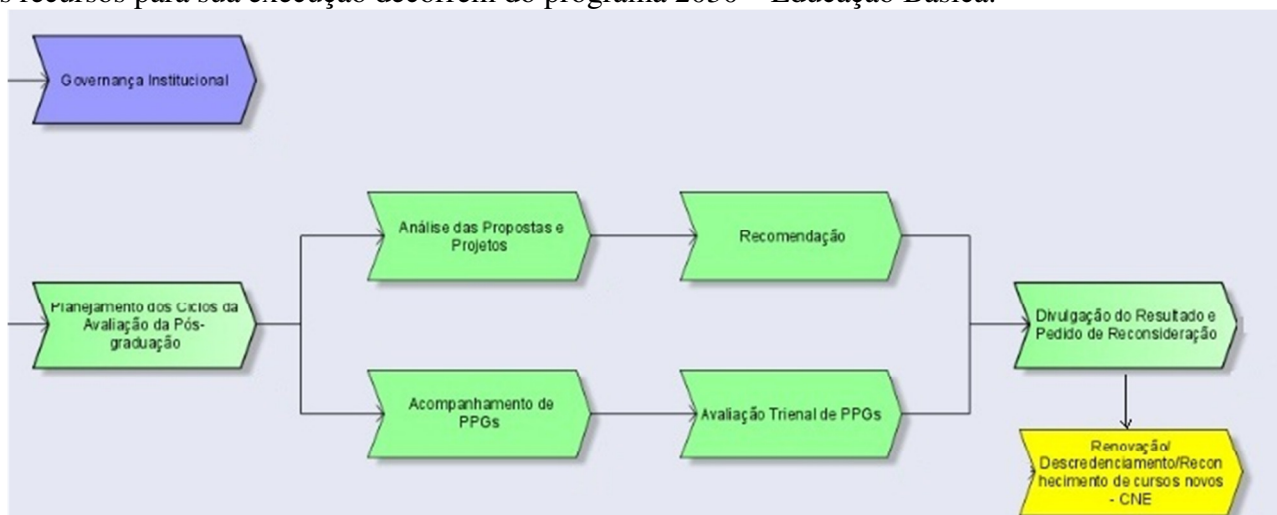 s recursos para sua execução decorrem do programa 2030 – Educação Básica.
Governança Institucional
Análise das Propostas e
Projetos
Recomendação
Planejamento dos Ciclos da
Avaliação da Pós-
graduação
Divulgação do Resultado e
Pedido de Reconsideração
Acompanhamento de
PPGs
Avaliação Trienal de PPGs
Renovação/
Descredenciamento/Recon
hecimento de cursos novos
- CNE